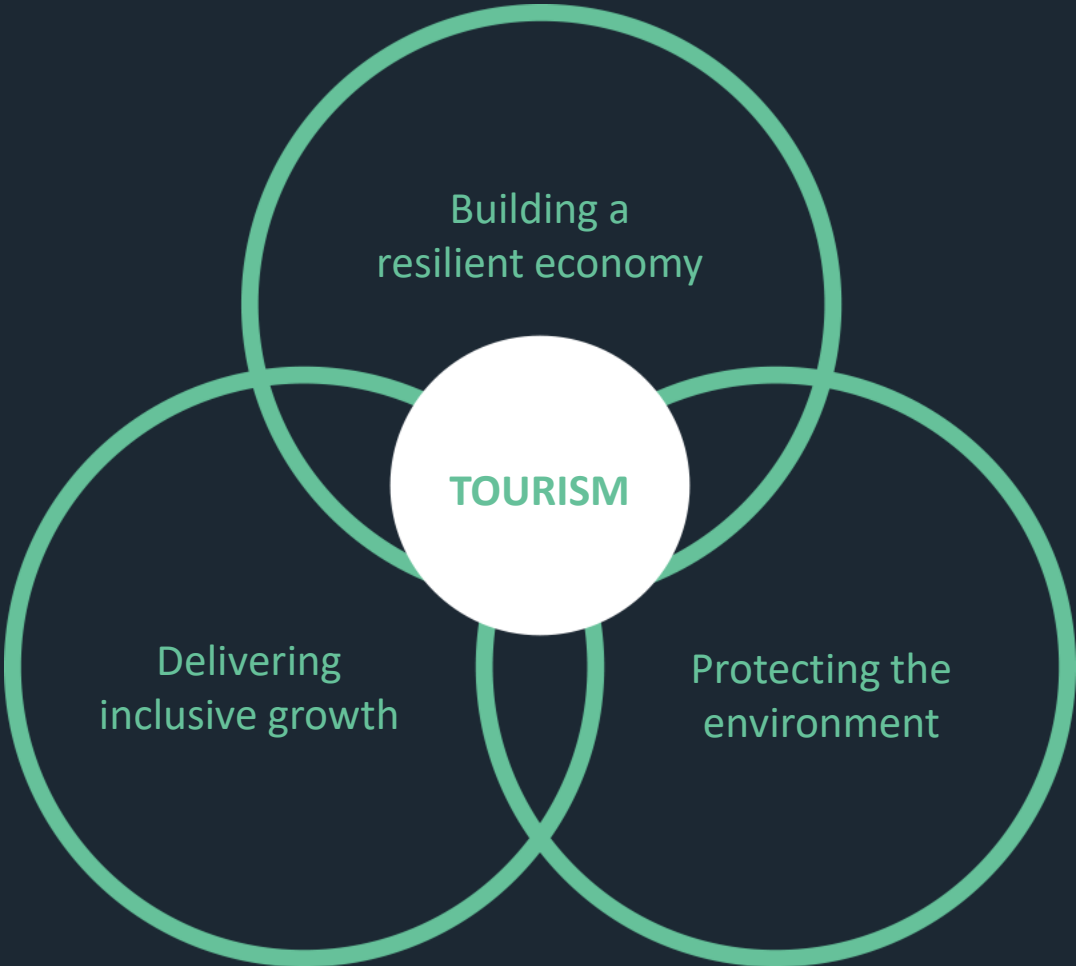 Building a
resilient economy
TOURISM
Delivering
inclusive growth
Protecting the
environment